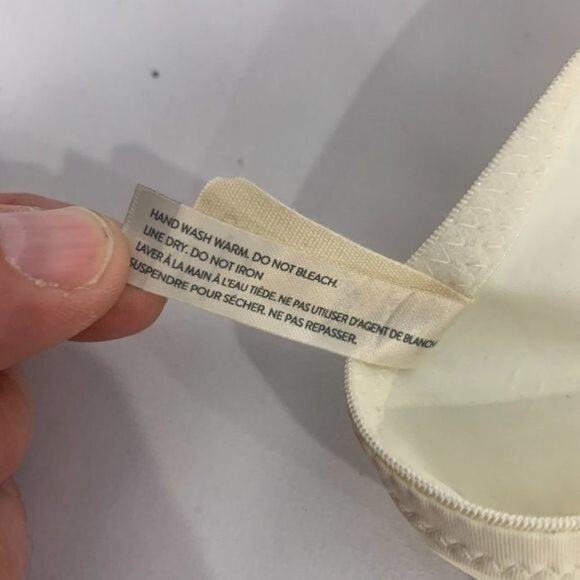 HAND WASH WARM. DO NOT BLEACH.
LINE DRY. DO NOT IRON
LAVER À LA MAIN À L'EAU TIÈDE. NE PAS UTILISER D'AGENT DE BLANCH
SUSPENDRE POUR SÉCHER. NE PAS REPASSER.